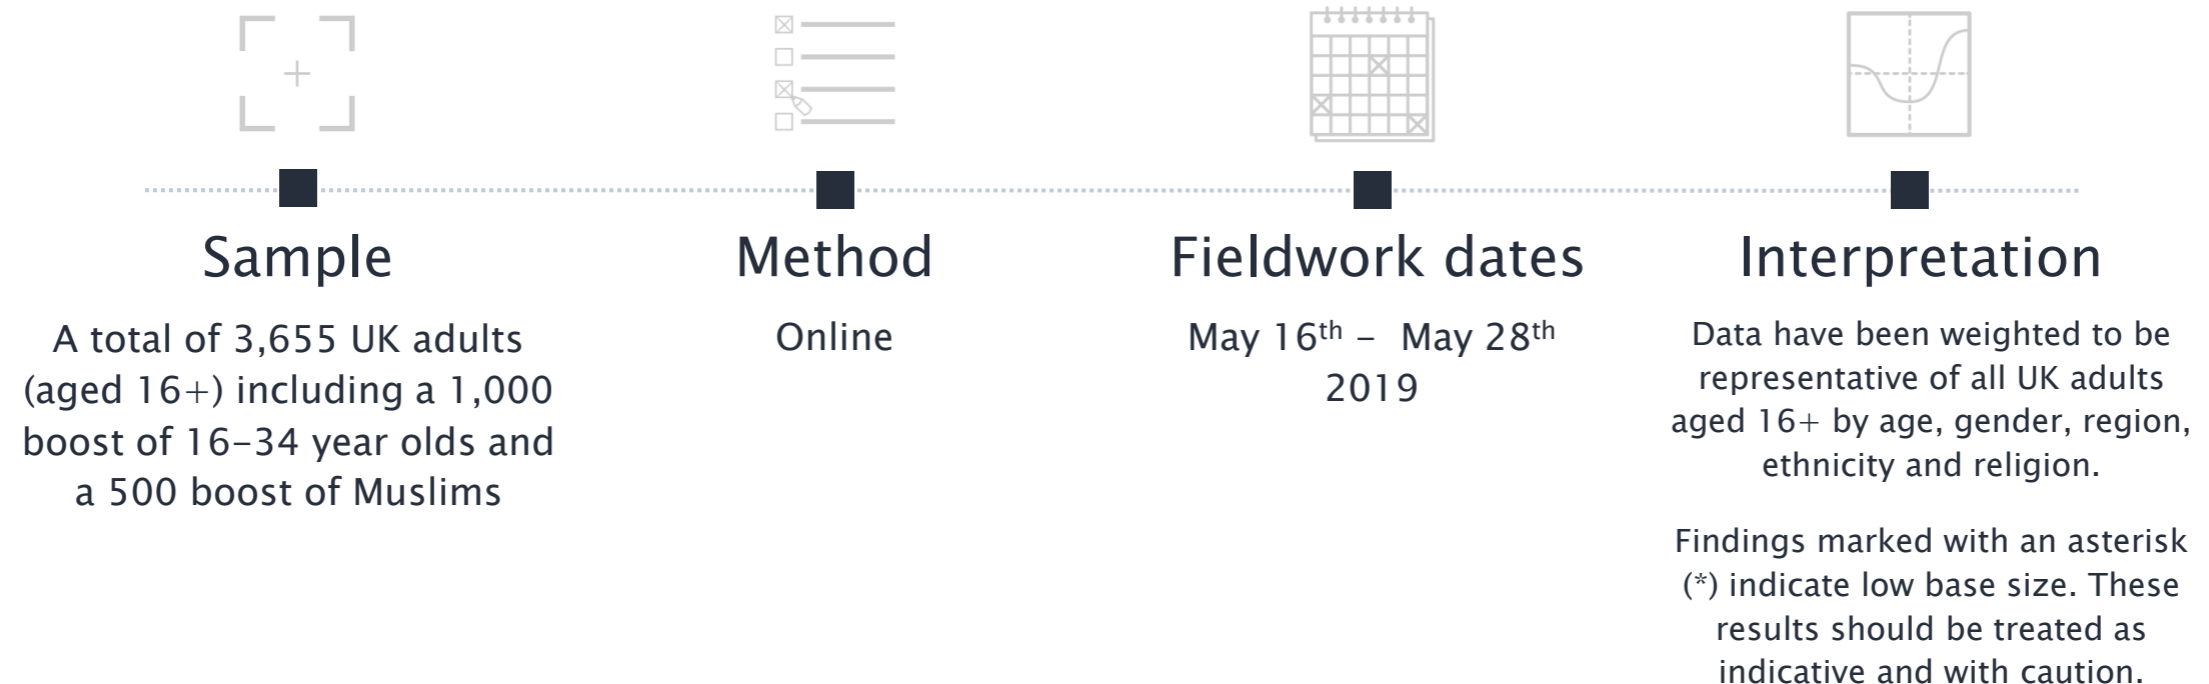 Sample
A total of 3,655 UK adults
(aged 16+) including a 1,000
boost of 16–34 year olds and
a 500 boost of Muslims
Method
Online
Fieldwork dates
May 16th – May 28th
2019
Interpretation
Data have been weighted to be
representative of all UK adults
aged 16+ by age, gender, region,
ethnicity and religion.
Findings marked with an asterisk
(*) indicate low base size. These
results should be treated as
indicative and with caution.